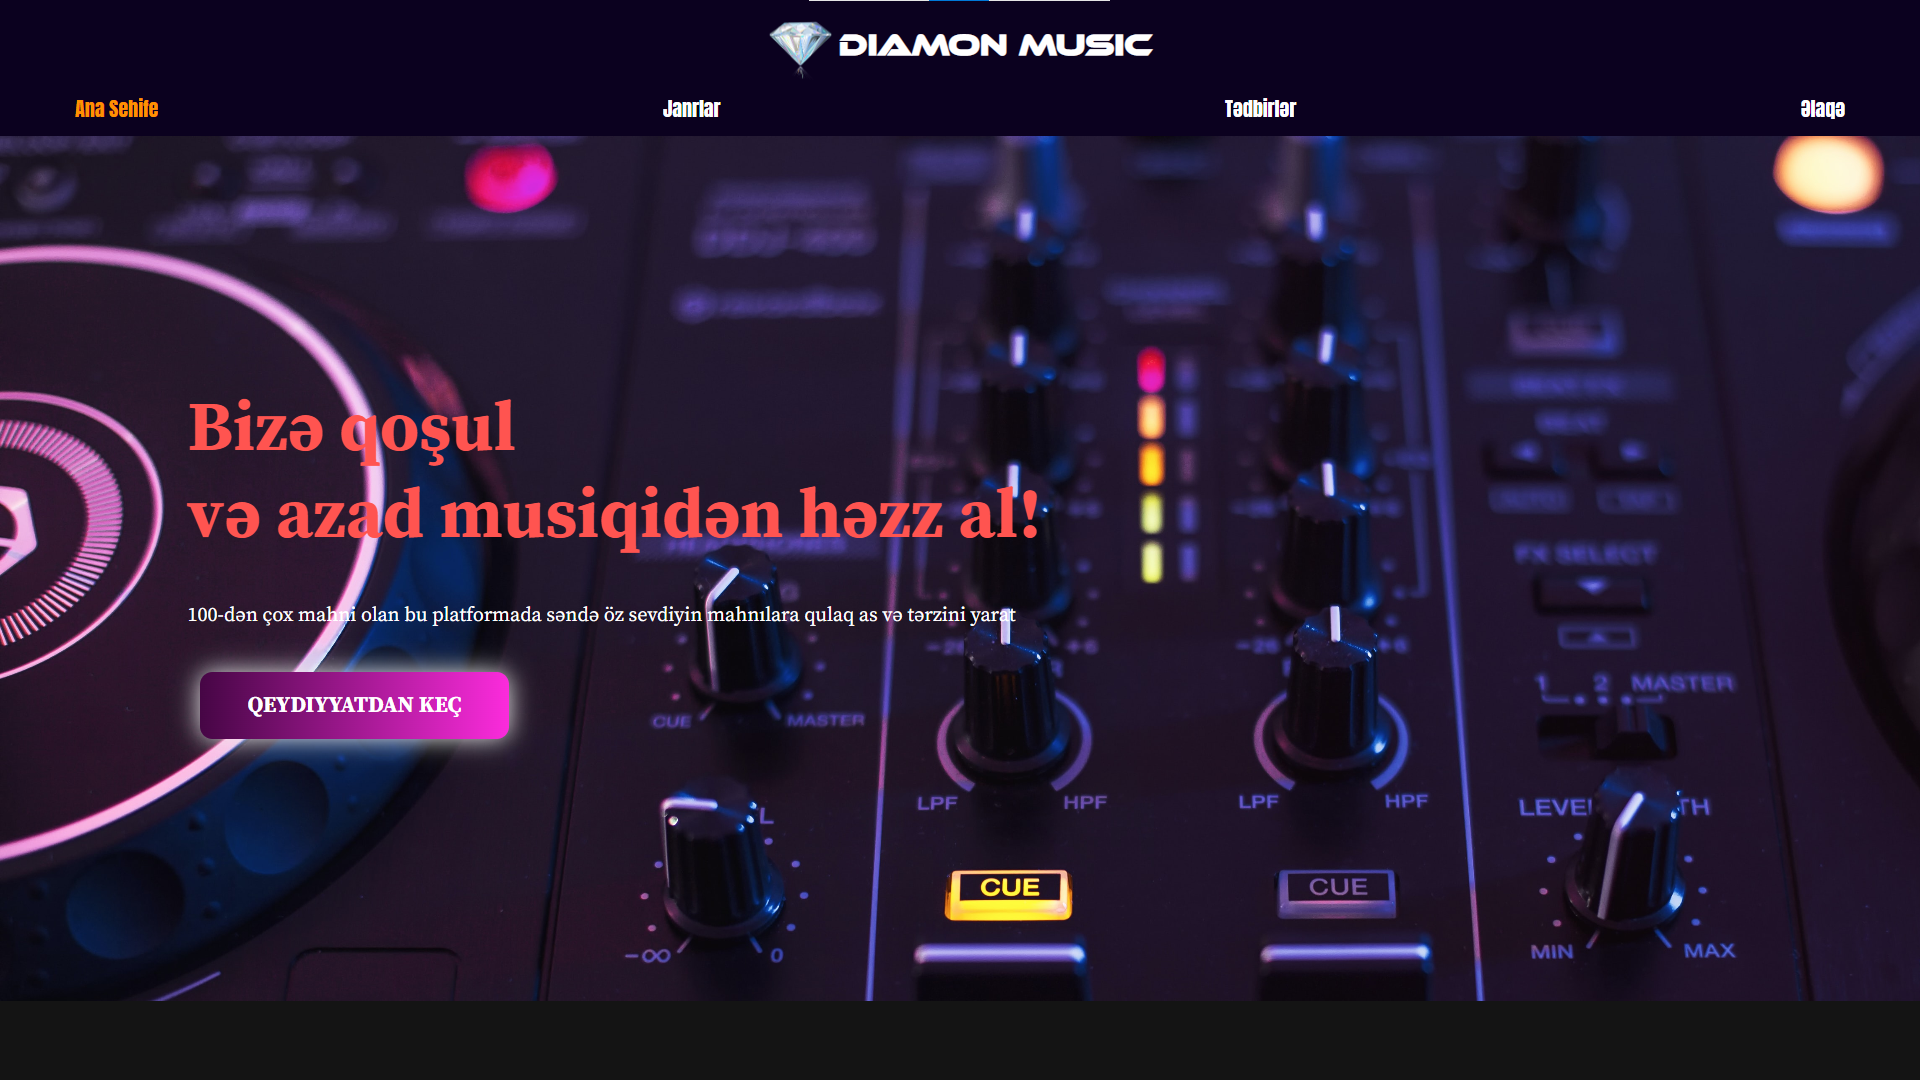 DIAMON MUSIC
Ana Sehife
Janrlar
Tədbirlər
Əlaqə
Bizə qoşul
və azad musiqidən həzz al!
100-dən çox mahni olan bu platformada səndə öz sevdiyin mahnılara qulaq as və tərzini yarat
QEYDIYYATDAN KEÇ
FX SELECT
1 2 MASTER
CUE MASTER
LPF HPF
LPF HPF
CUE
CUE
-∞ 0
MIN MAX